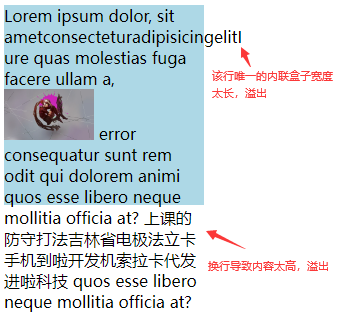 Lorem ipsum dolor, sit
ametconsecteturadipisicingelitI
ure quas molestias fuga
facere ullam a,
error
consequatur sunt rem
odit qui dolorem animi
quos esse libero neque
mollitia officia at? 上课的
防守打法吉林省电极法立卡
手机到啦开发机索拉卡代发
进啦科技 quos esse libero
neque mollitia officia at?
该行唯一的内联盒子宽度
太长，溢出
换行导致内容太高，溢出